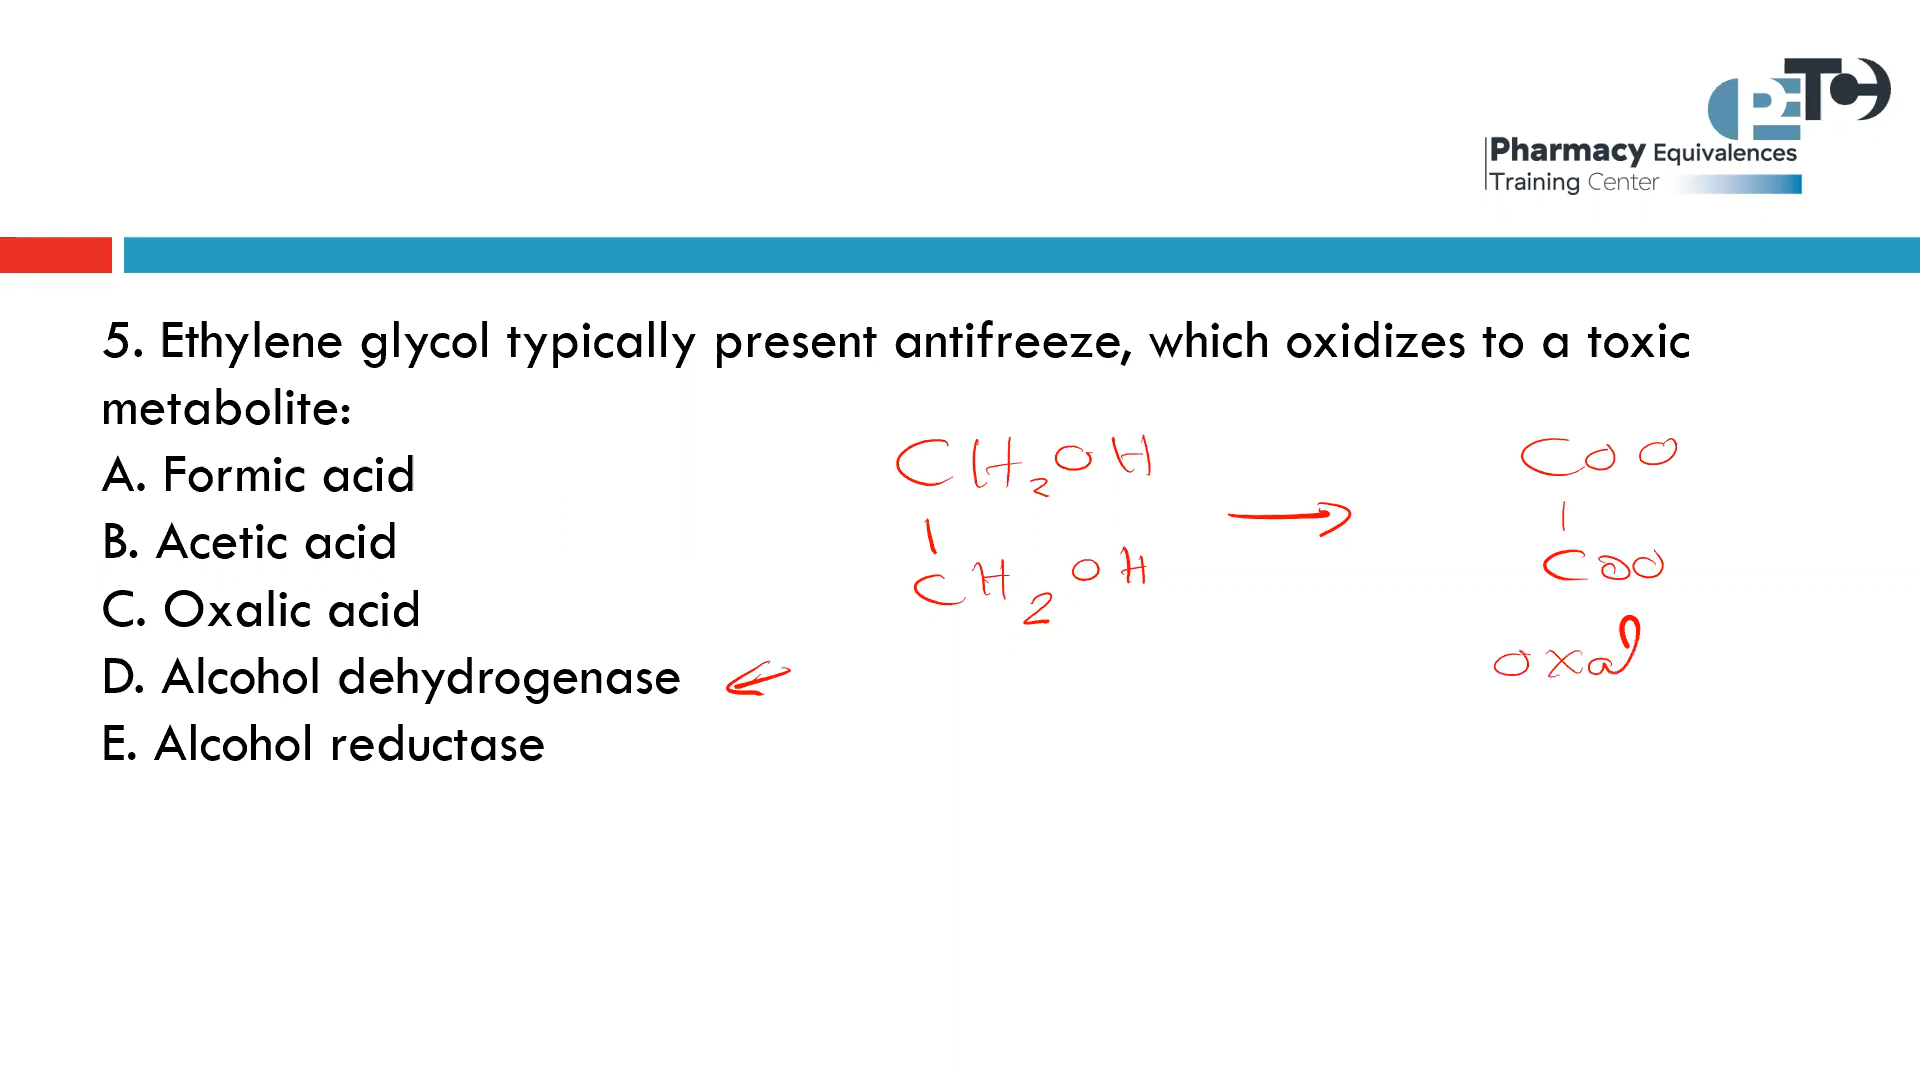 PETC
Pharmacy Equivalences
Training Center
5. Ethylene glycol typically present antifreeze, which oxidizes to a toxic
metabolite:
A. Formic acid
B. Acetic acid
C. Oxalic acid
D. Alcohol dehydrogenase
E. Alcohol reductase
CH2OH
CH2OH
COO
COO
oxal